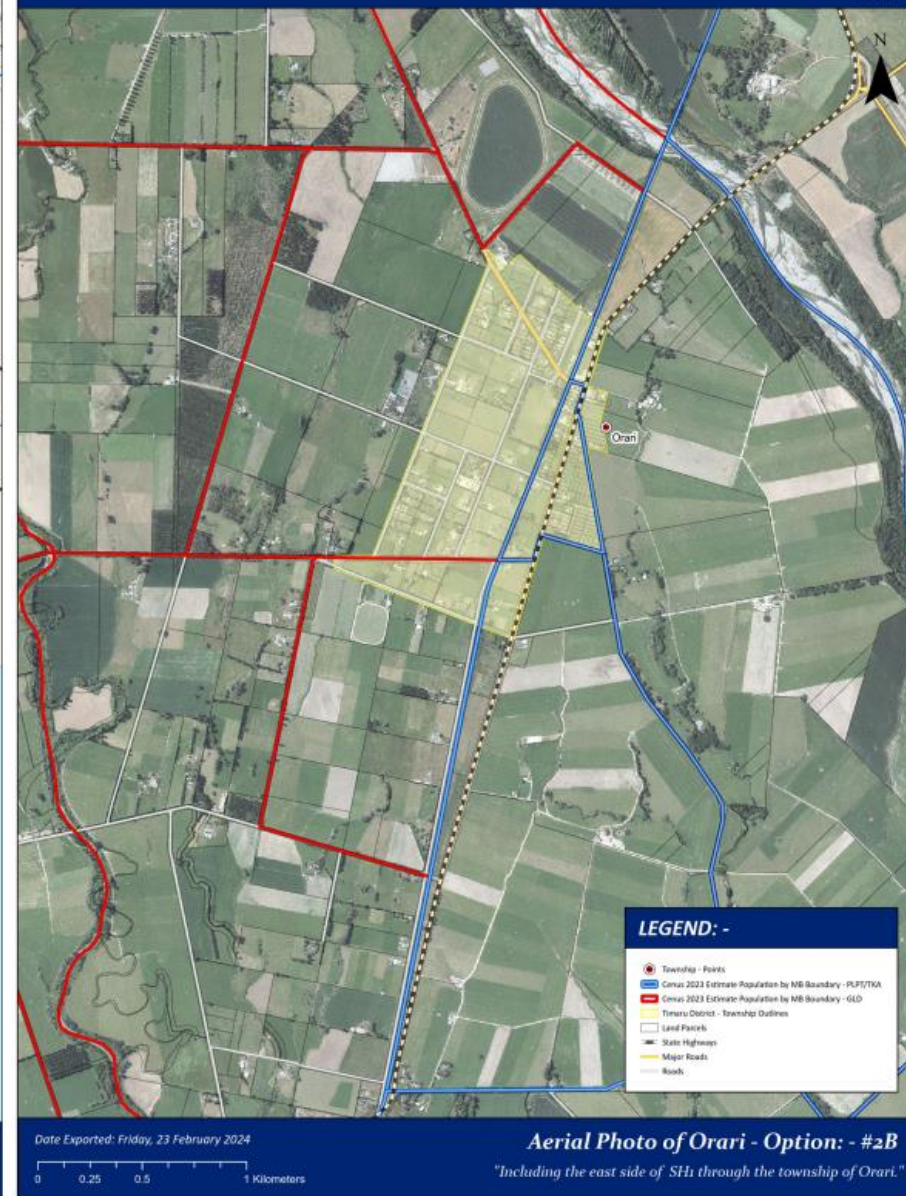 N
Orari
LEGEND: -
Township - Points
Cenus 2023 Estimate Population by MB Boundary - PLPT/TKA
Cenus 2023 Estimate Population by MB Boundary - GLD
Timaru District - Township Outlines
Land Parcels
State Highways
Major Roads
Roads
Date Exported: Friday, 23 February 2024
0 0.25 0.5 1 Kilometers
Aerial Photo of Orari - Option: - #2B
"Including the east side of SH1 through the township of Orari."